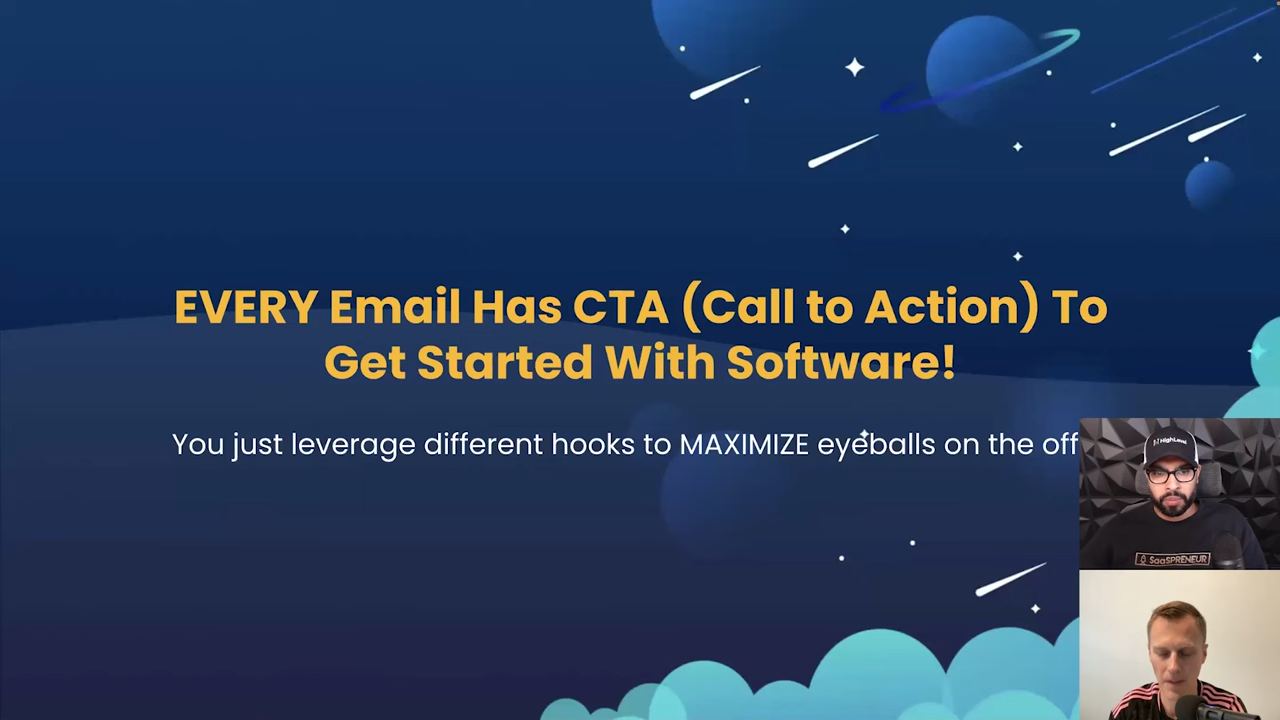 EVERY Email Has CTA (Call to Action) To
Get Started With Software!
You just leverage different hooks to MAXIMIZE eyeballs on the off
HighLevel
SaaSPRENEUR